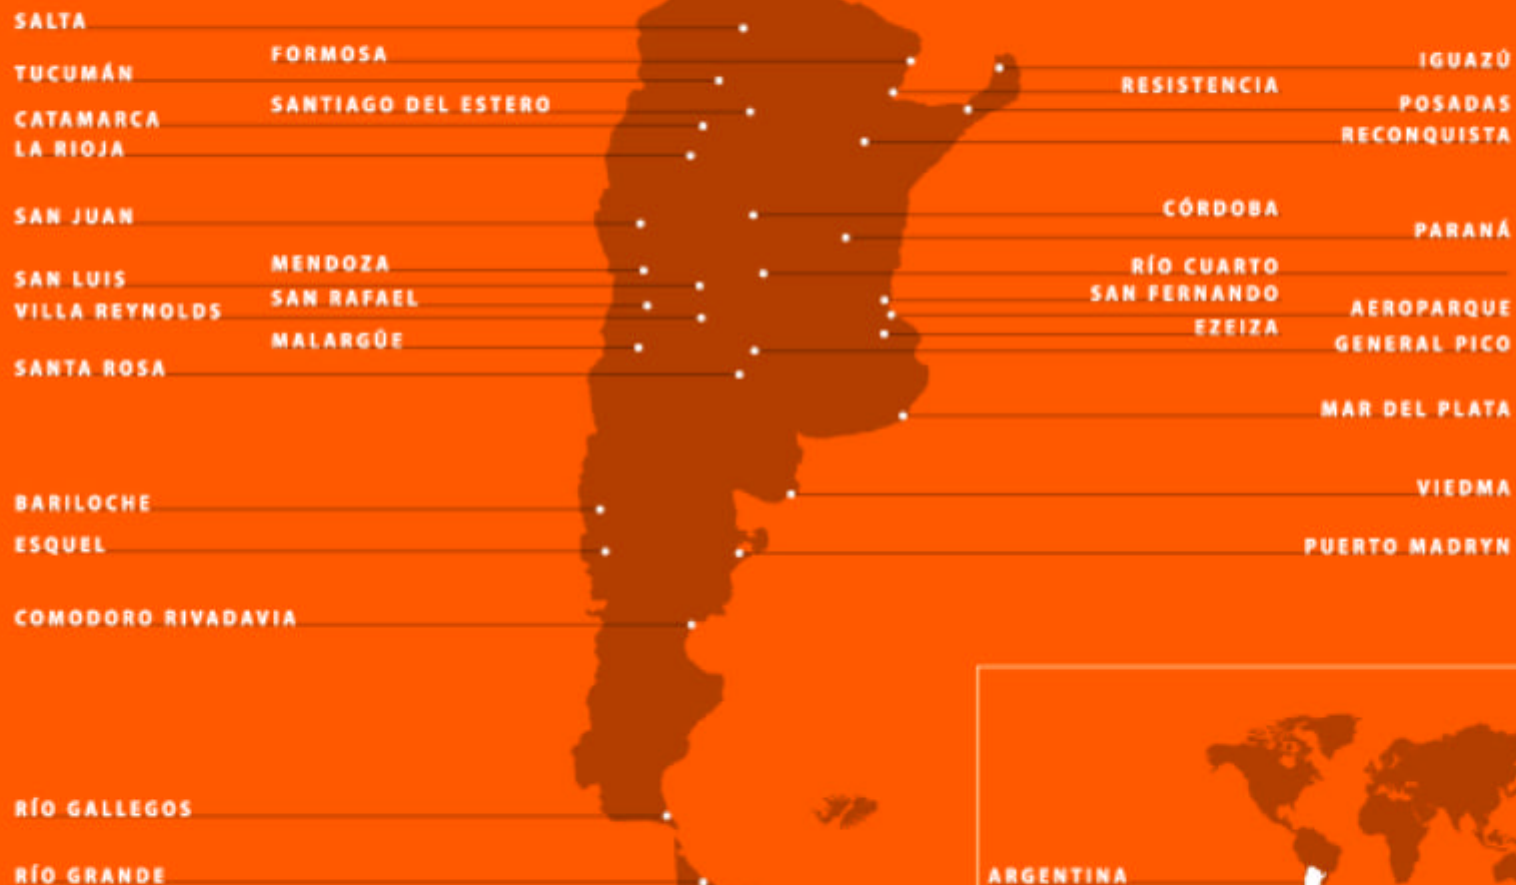 SALTA
FORMOSA
TUCUMÁN
SANTIAGO DEL ESTERO
CATAMARCA
LA RIOJA
SAN JUAN
MENDOZA
SAN LUIS
SAN RAFAEL
VILLA REYNOLDS
MALARGÜE
SANTA ROSA
BARILOCHE
ESQUEL
COMODORO RIVADAVIA
RÍO GALLEGOS
RÍO GRANDE
IGUAZÚ
RESISTENCIA
POSADAS
RECONQUISTA
CÓRDOBA
PARANÁ
RÍO CUARTO
SAN FERNANDO
AEROPARQUE
EZEIZA
GENERAL PICO
MAR DEL PLATA
VIEDMA
PUERTO MADRYN
ARGENTINA